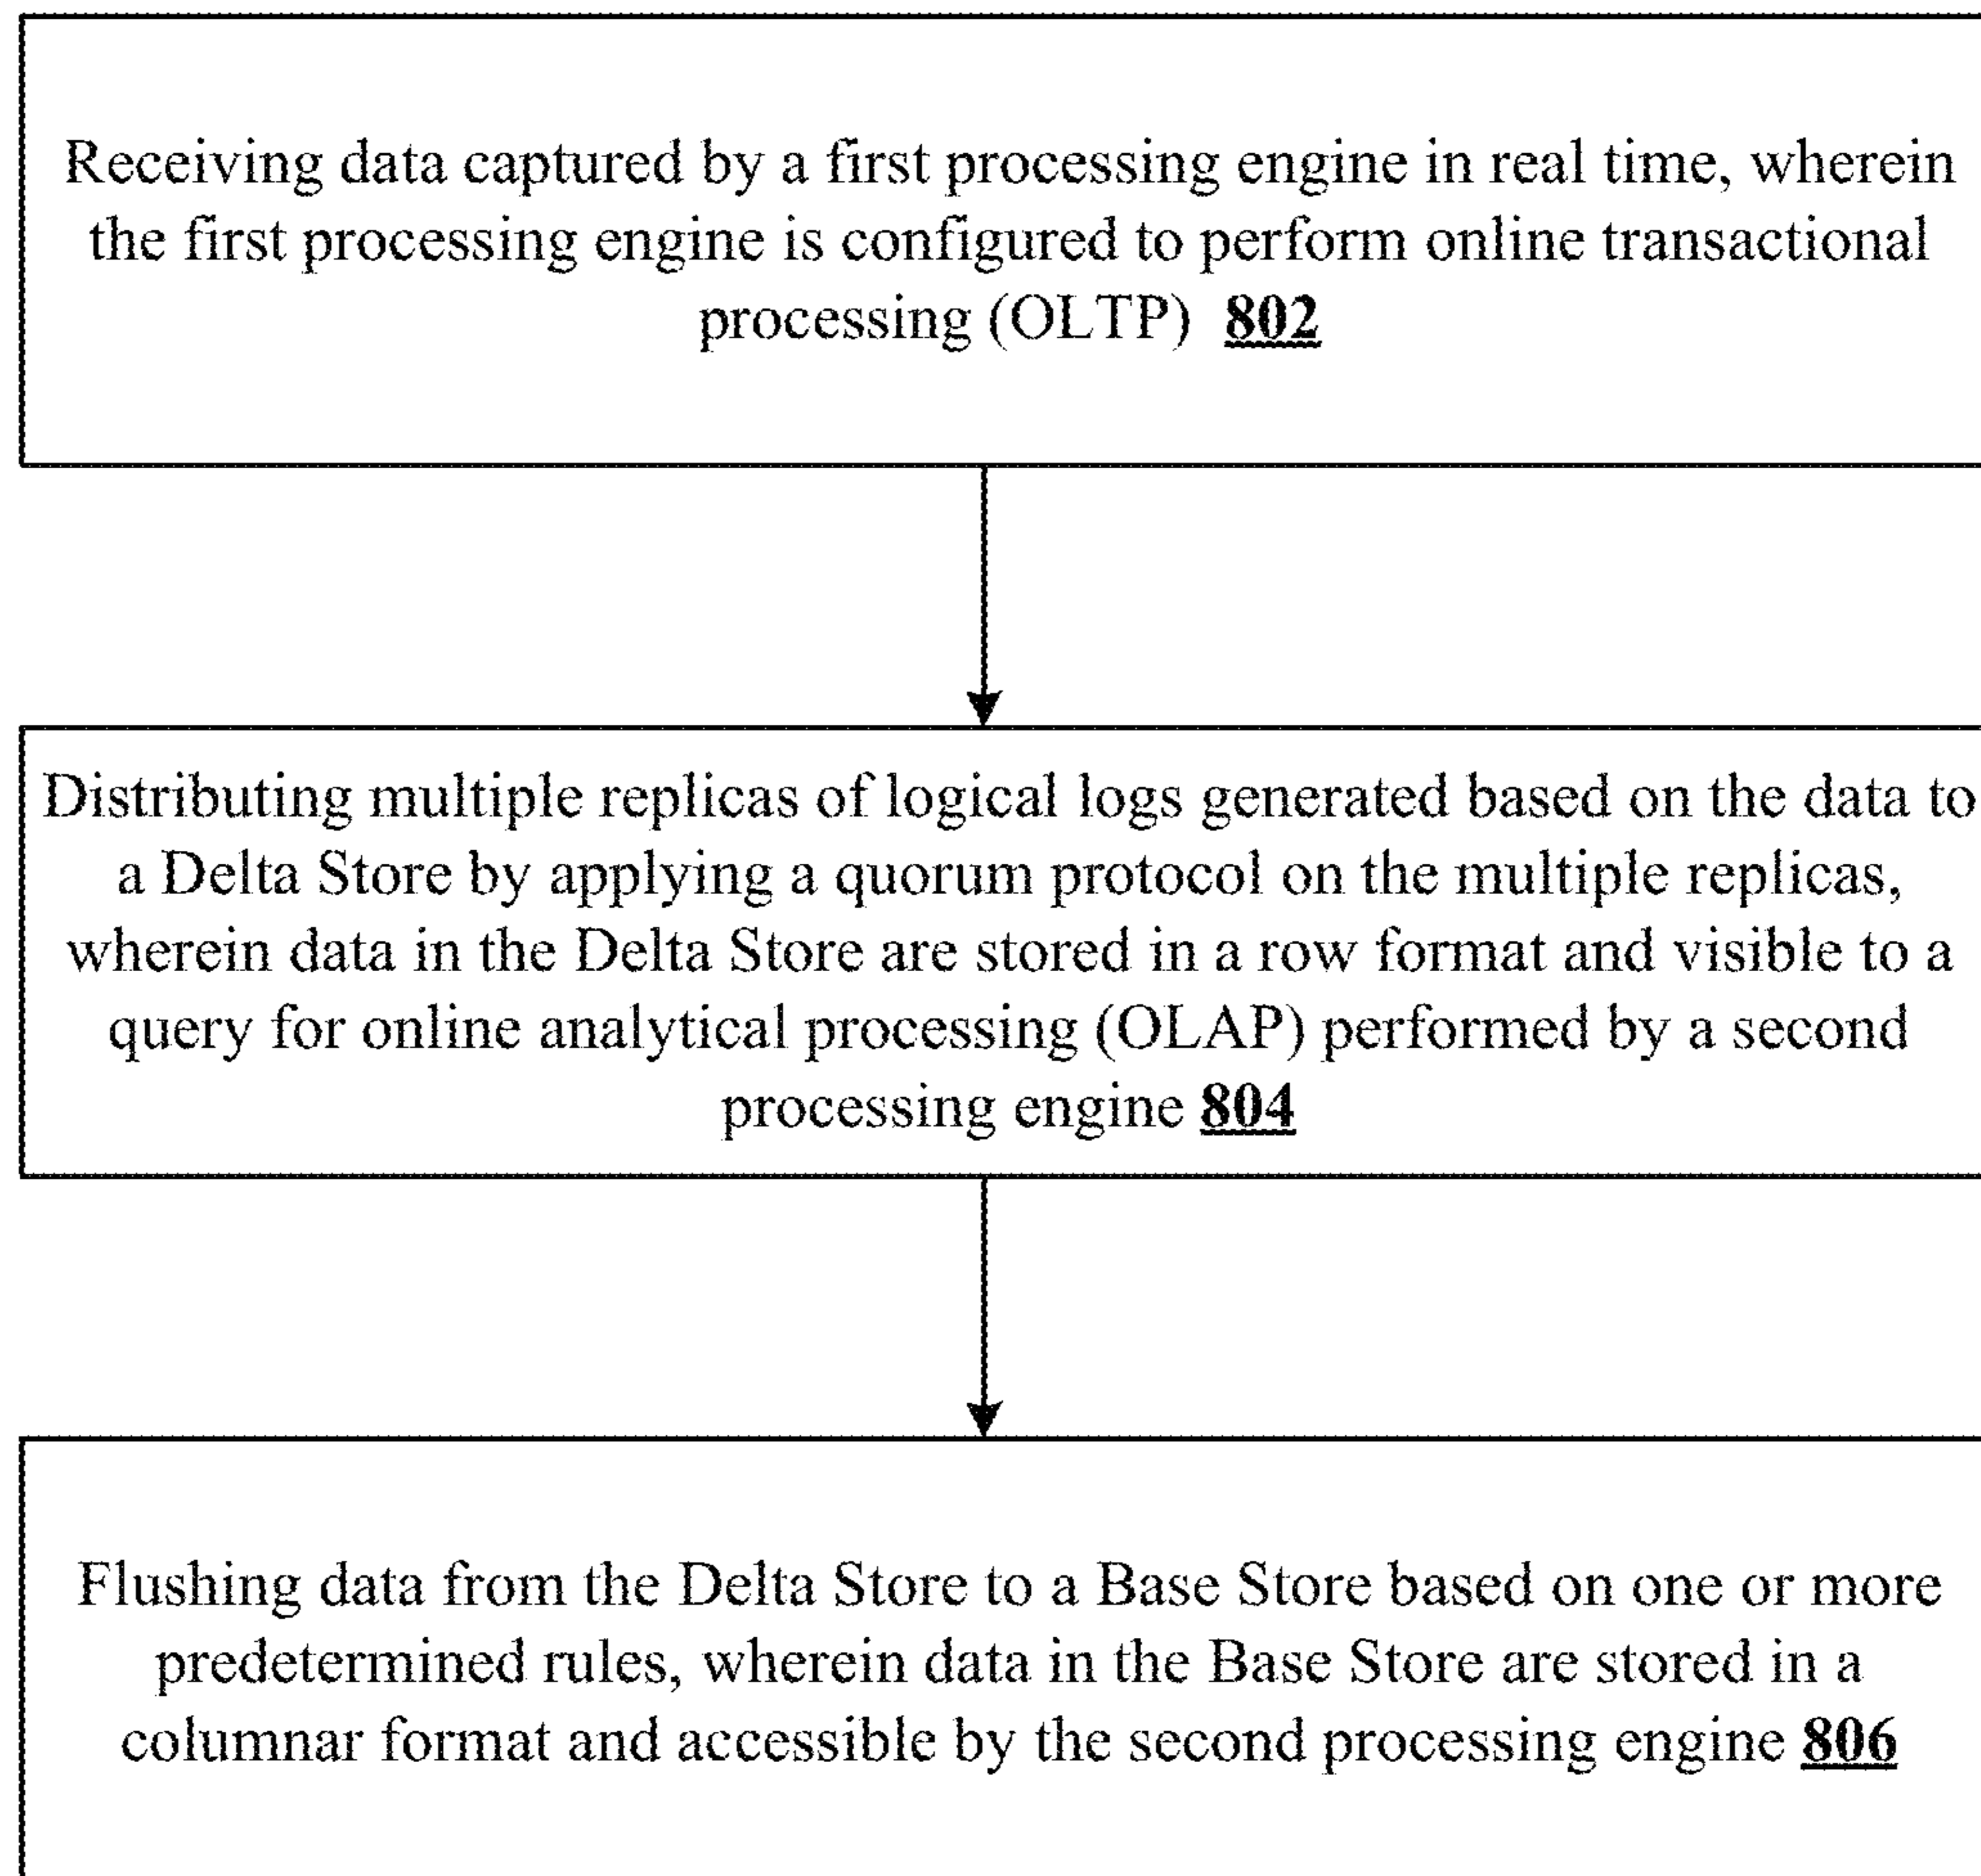 Receiving data captured by a first processing engine in real time, wherein
the first processing engine is configured to perform online transactional
processing (OLTP) 802
Distributing multiple replicas of logical logs generated based on the data to
a Delta Store by applying a quorum protocol on the multiple replicas,
wherein data in the Delta Store are stored in a row format and visible to a
query for online analytical processing (OLAP) performed by a second
processing engine 804
Flushing data from the Delta Store to a Base Store based on one or more
predetermined rules, wherein data in the Base Store are stored in a
columnar format and accessible by the second processing engine 806